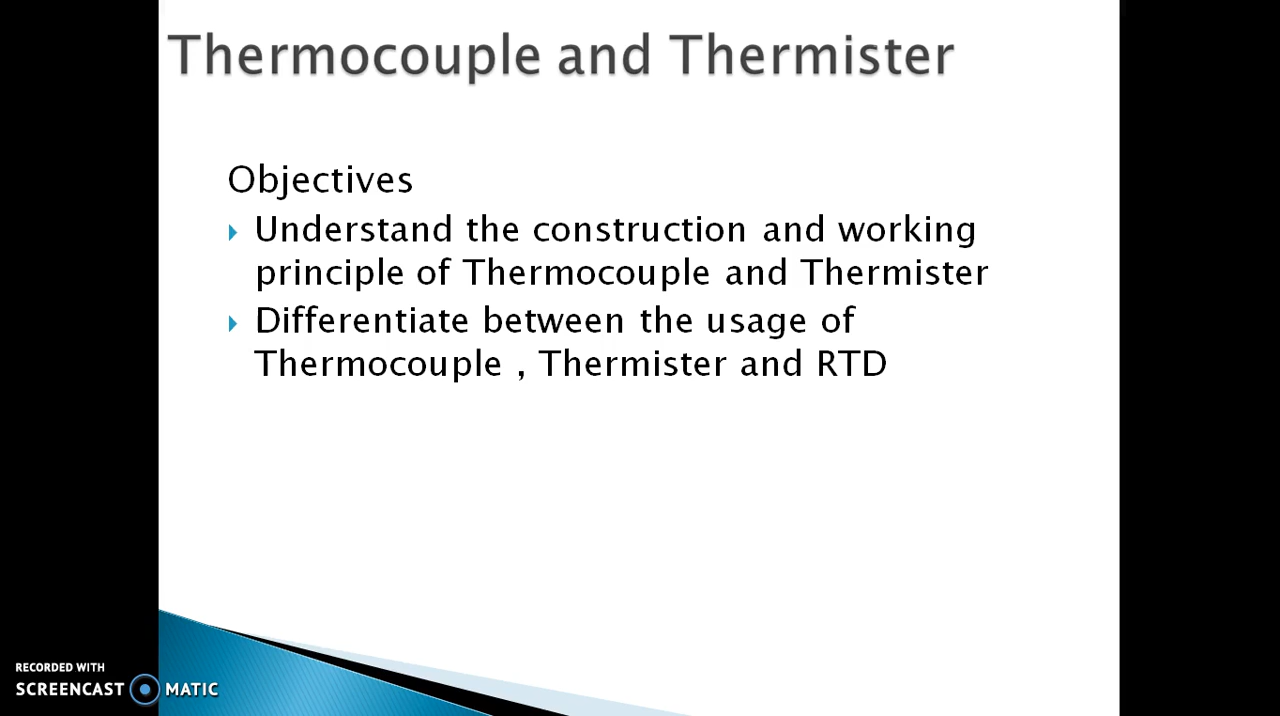 Thermocouple and Thermister
Objectives
Understand the construction and working
principle of Thermocouple and Thermister
Differentiate between the usage of
Thermocouple , Thermister and RTD
RECORDED WITH
SCREENCAST MATIC